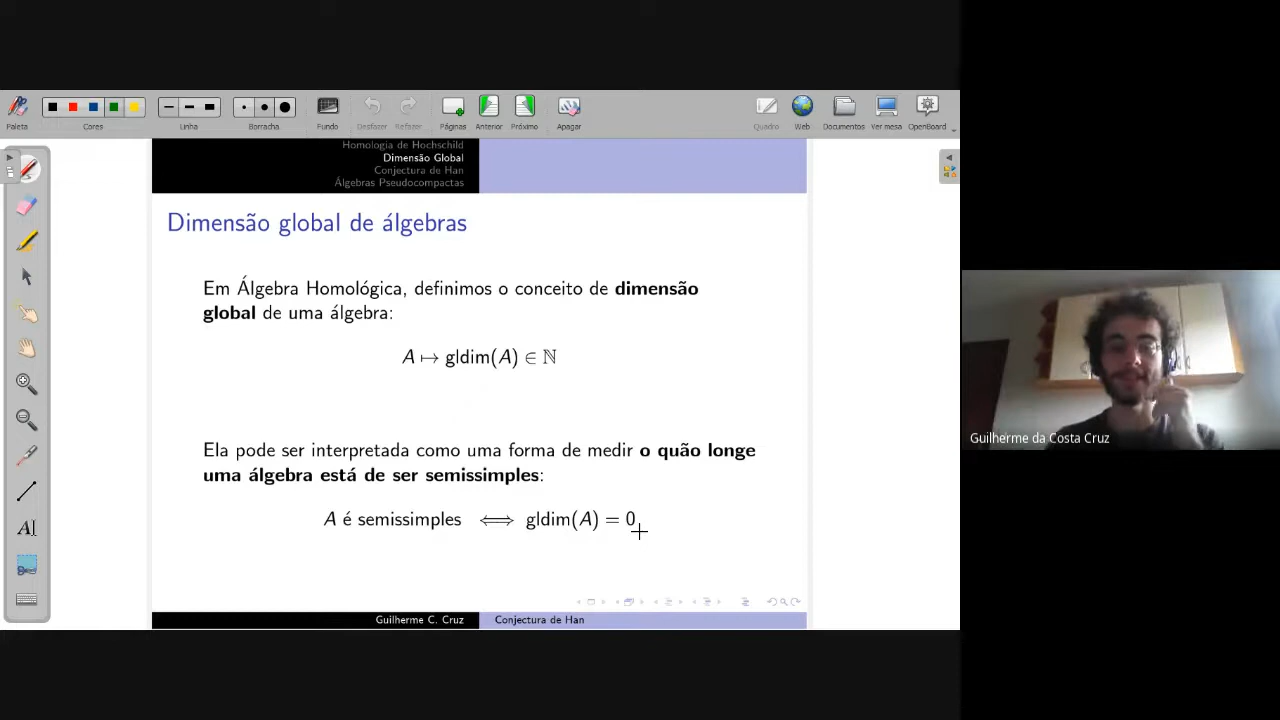 Paleta
Cores
Linha
Borracha
Fundo
Desfazer
Refazer
Páginas
Anterior
Próximo
Apagar
Quadro
Web
Documentos
Ver mesa
OpenBoard
Homologia de Hochschild
Dimensão Global
Conjectura de Han
Álgebras Pseudocompactas
Dimensão global de álgebras
Em Álgebra Homológica, definimos o conceito de dimensão
global de uma álgebra:
A ↦ gldim(A) ∈ ℕ
Ela pode ser interpretada como uma forma de medir o quão longe
uma álgebra está de ser semissimples:
A é semissimples ⟺ gldim(A) = 0
Guilherme C. Cruz
Conjectura de Han
Guilherme da Costa Cruz